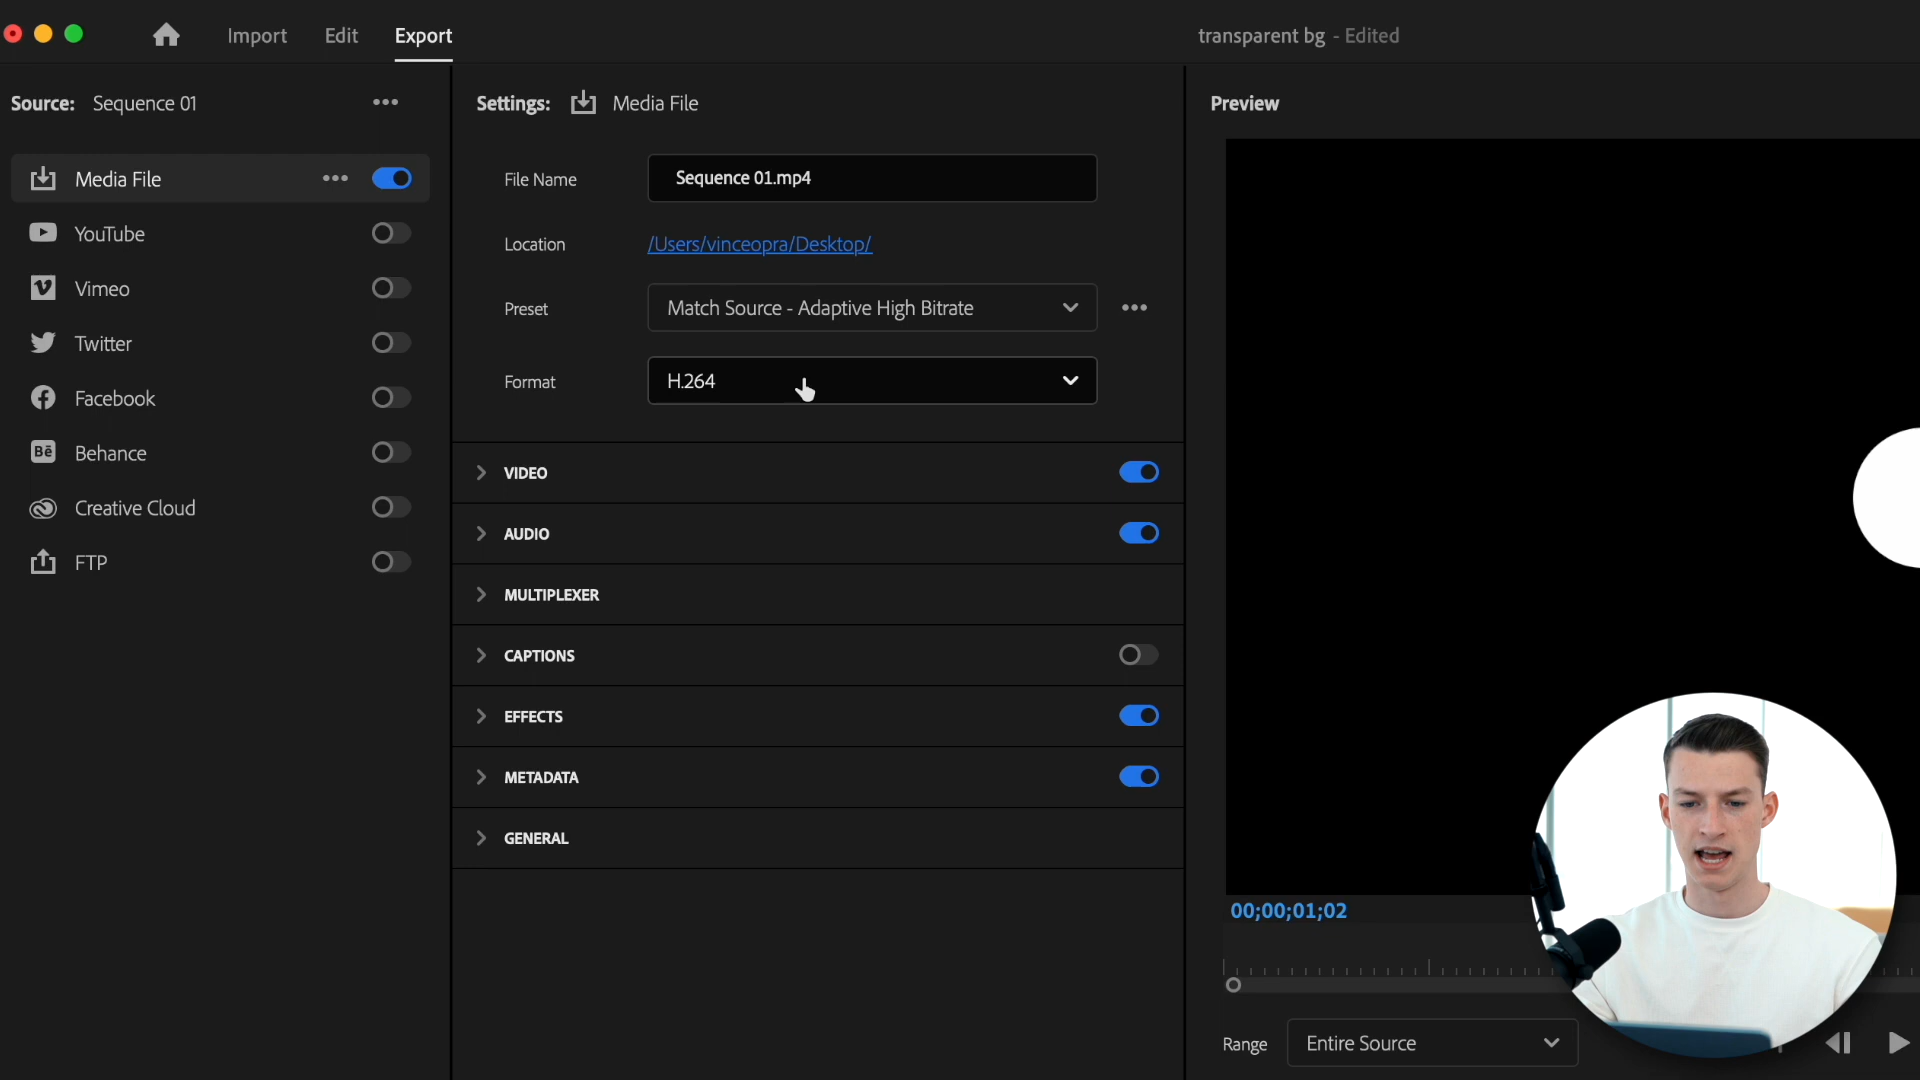 Import Edit Export
transparent bg - Edited
Source: Sequence 01
Media File
YouTube
Vimeo
Twitter
Facebook
Bē Behance
Creative Cloud
FTP
Settings: Media File
File Name Sequence 01.mp4
Location /Users/vinceopra/Desktop/
Preset Match Source - Adaptive High Bitrate
Format H.264
VIDEO
AUDIO
MULTIPLEXER
CAPTIONS
EFFECTS
METADATA
GENERAL
Preview
00;00;01;02
Range Entire Source